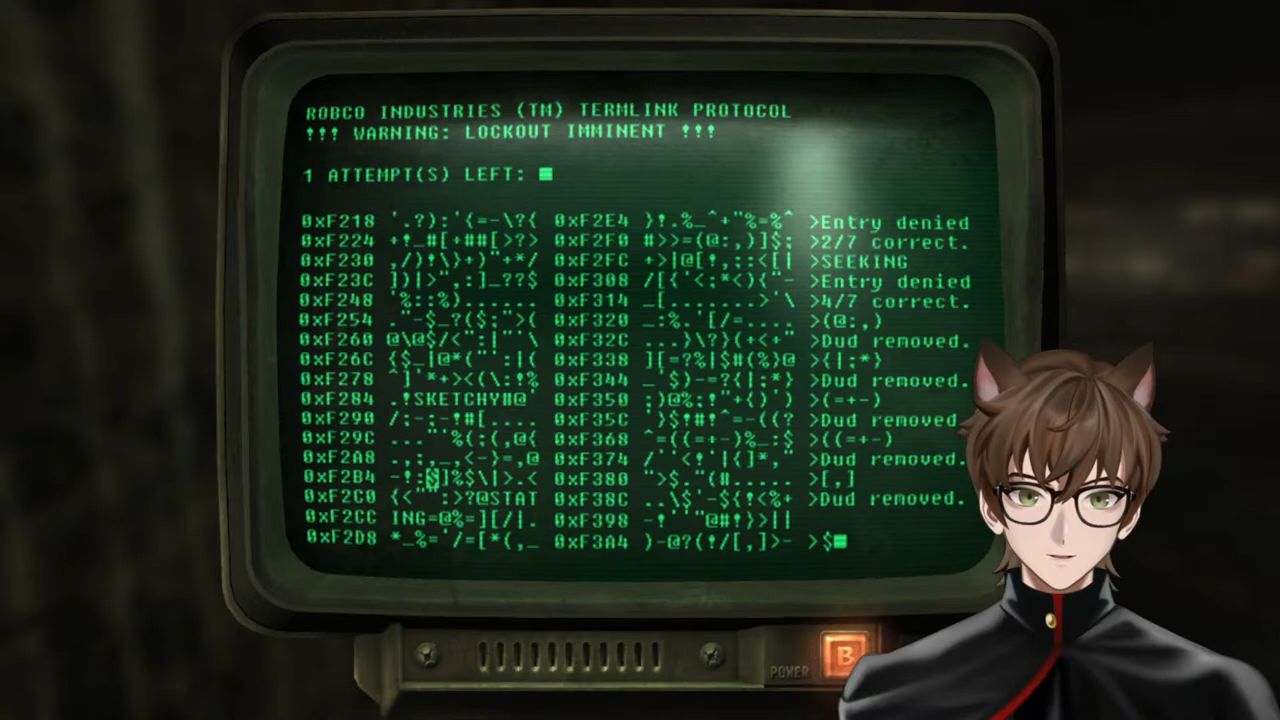 ROBCO INDUSTRIES (TM) TERMLINK PROTOCOL
!!! WARNING: LOCKOUT IMMINENT !!!
1 ATTEMPT(S) LEFT:
0xF218 '.?):'{=-\?{ 0xF2E4 }!.%_^+"%=%^ >Entry denied
0xF224 +!_#[+##[>?> 0xF2F0 #>>=(@:,)]$; >2/7 correct.
0xF230 ,/)!\}+)"+*/ 0xF2FC +>|@[!,;:<[| >SEEKING
0xF23C ])|>",:]_??$ 0xF308 /[{'<:*<){"- >Entry denied
0xF248 '%::%)...... 0xF314 _[.......>'\ >4/7 correct.
0xF254 ."-$_?($;">( 0xF320 _:%.'[/=.... >(@:,)
0xF260 @\@$/<":|"'\ 0xF32C ...}\?}(+<+" >Dud removed.
0xF26C {$_|@*("':|( 0xF338 ][=?%|$#(%}@ >{|;*}
0xF278 ^]'*+><(\:!% 0xF344 _'$)-=?{|;*} >Dud removed.
0xF284 .!SKETCHY#@' 0xF350 ;)@%;!"+{)') >(=+-)
0xF290 /:-;-!#[.... 0xF35C '}$!#!^=-((? >Dud removed.
0xF29C ...''%(:(,@{ 0xF368 ^=((=+-)%_:$ >((=+-)
0xF2A8 .,:,_,<-}=,@ 0xF374 /''<!'|{]*," >Dud removed.
0xF2B4 -!:$]%$\|>.< 0xF380 ">$."(#..... >[,]
0xF2C0 {<'":>?@STAT 0xF38C ..\$'-${!<%+ >Dud removed.
0xF2CC ING=@%=][/|. 0xF398 -!''"@#!}>||
0xF2D8 *_%='/=[*(,_ 0xF3A4 )-@?(!/[,]>- >$
POWER
B